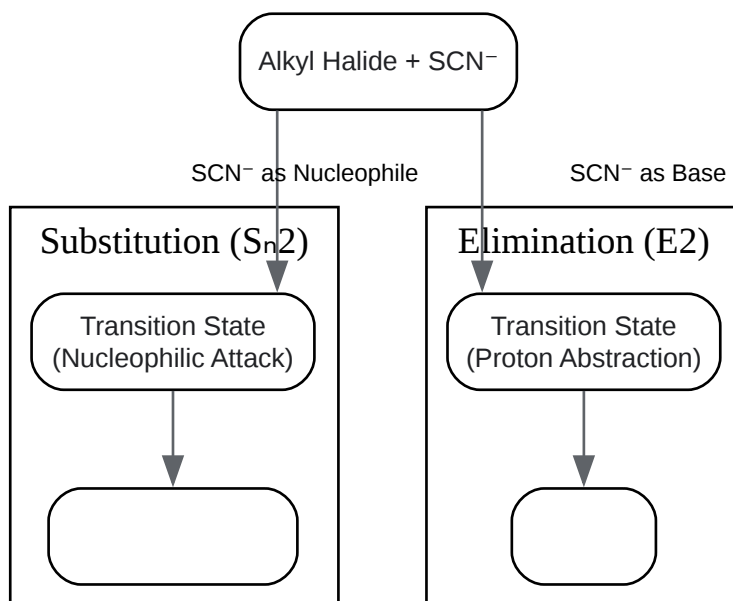 Alkyl Halide + SCN⁻
SCN⁻ as Nucleophile
SCN⁻ as Base
Substitution (Sₙ2)
Elimination (E2)
Transition State
(Nucleophilic Attack)
Transition State
(Proton Abstraction)